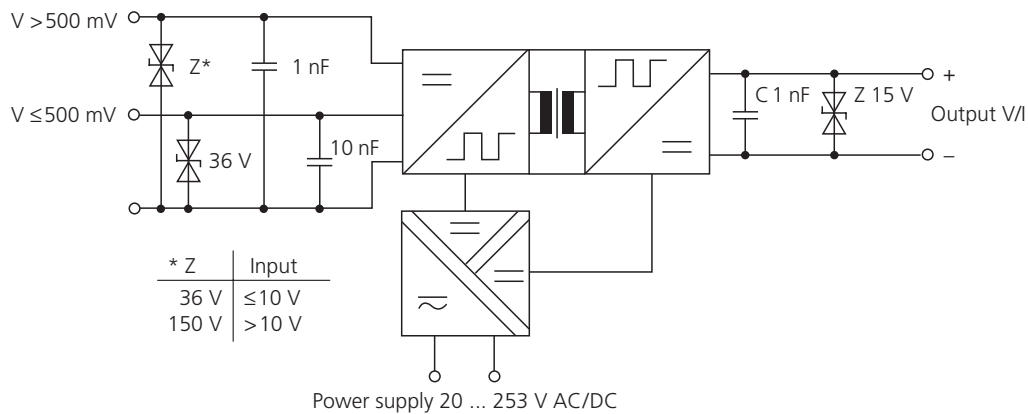 V >500 mV
Z*
1 nF
V ≤500 mV
36 V
10 nF
C 1 nF
Z 15 V
+
Output V/I
–
* Z Input
36 V ≤10 V
150 V >10 V
Power supply 20 ... 253 V AC/DC